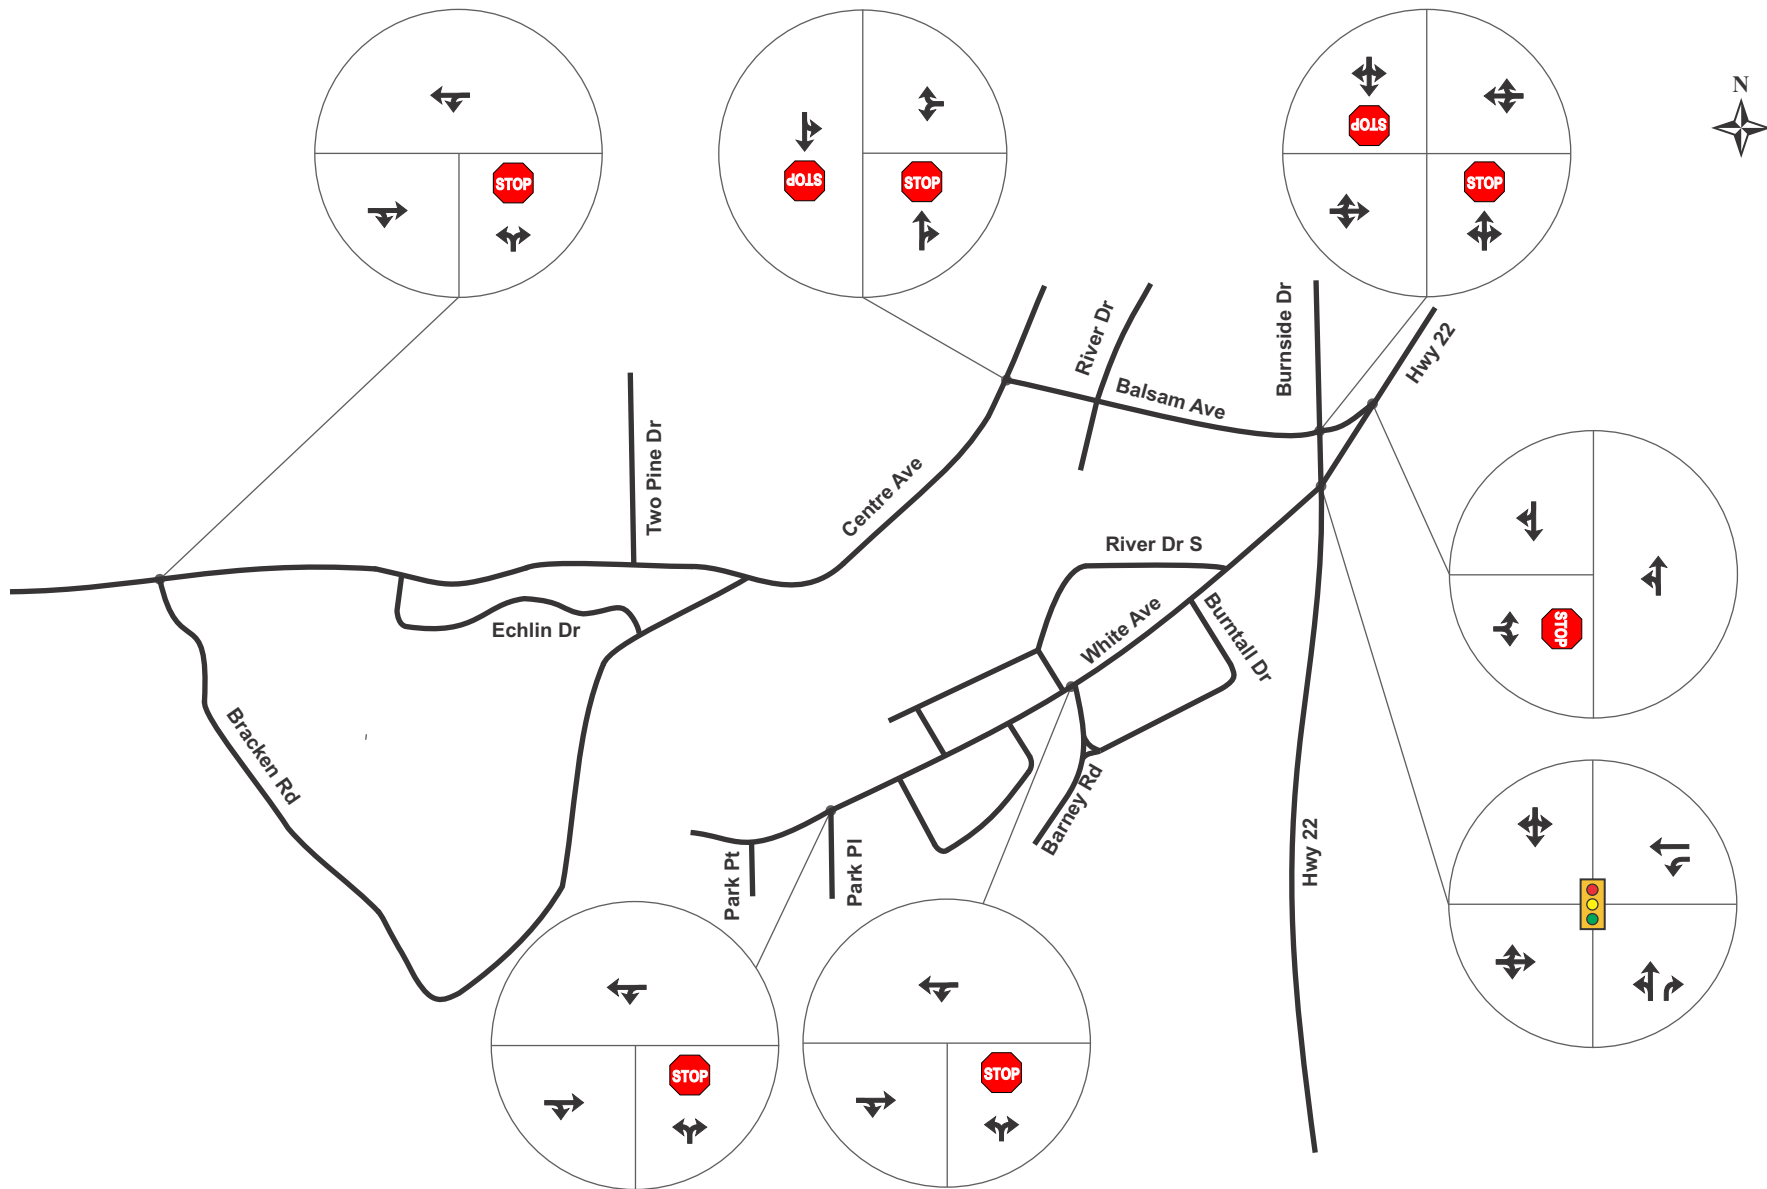 STOP
STOP
STOP
STOP
STOP
N
River Dr
Burnside Dr
Hwy 22
Balsam Ave
Two Pine Dr
Centre Ave
River Dr S
STOP
Echlin Dr
White Ave
Burntall Dr
Bracken Rd
Barney Rd
Hwy 22
Park Pt
Park Pl
STOP
STOP